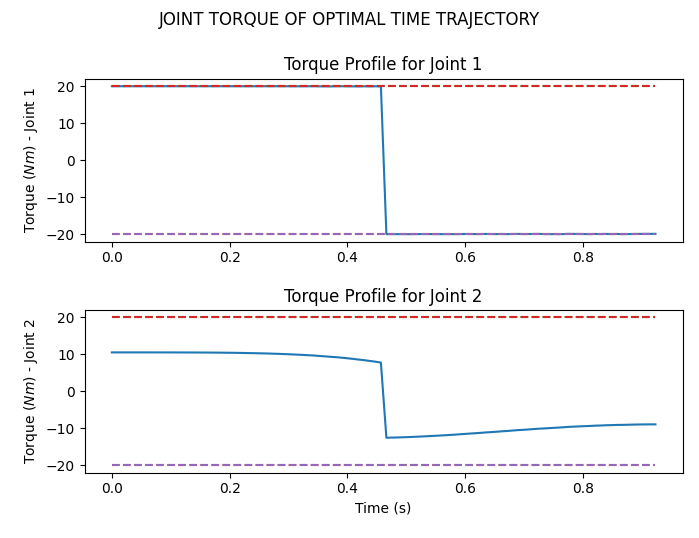 JOINT TORQUE OF OPTIMAL TIME TRAJECTORY
Torque Profile for Joint 1
Torque (Nm) - Joint 1
20
10
0
−10
−20
0.0 0.2 0.4 0.6 0.8
Torque Profile for Joint 2
Torque (Nm) - Joint 2
20
10
0
−10
−20
0.0 0.2 0.4 0.6 0.8
Time (s)